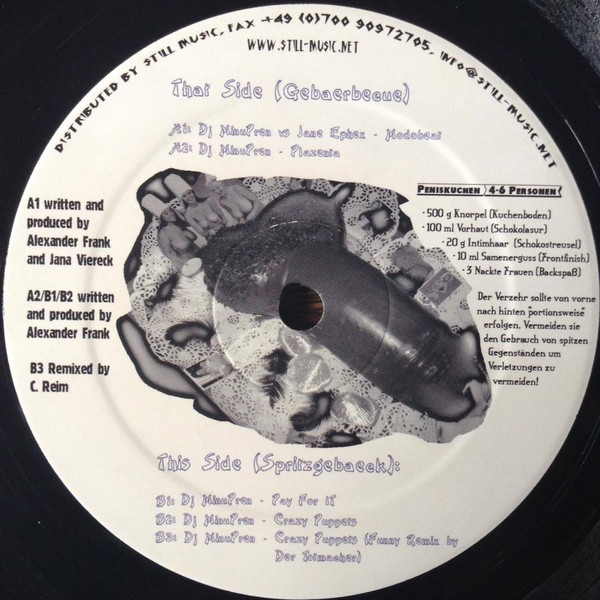 DISTRIBUTED BY STILL MUSIC, FAX +49 (0)700 90972705, INFO@STILL-MUSIC.NET
WWW.STILL-MUSIC.NET
That Side (Gebaerbecue)
A1: Dj MinuPren vs Jane Ephex - Modobeat
A2: Dj MinuPren - Plazenta
A1 written and
produced by
Alexander Frank
and Jana Viereck
A2/B1/B2 written
and produced by
Alexander Frank
B3 Remixed by
C. Reim
Peniskuchen )4-6 Personen(
- 500 g Knorpel (Kuchenboden)
- 100 ml Vorhaut (Schokolasur)
- 20 g Intimhaar (Schokostreusel)
- 10 ml Samenerguss (Frontfinish)
- 3 Nackte Frauen (Backspaß)
Der Verzehr sollte von vorne
nach hinten "portionsweise"
erfolgen. Vermeiden sie
den Gebrauch von spitzen
Gegenständen um
Verletzungen zu
vermeiden!
This Side (Spritzgebaeck):
B1: Dj MinuPren - Pay For IT
B2: Dj MinuPren - Crazy Puppets
B3: Dj MinuPren - Crazy Puppets (Funny Remix by
Der Totmacher)